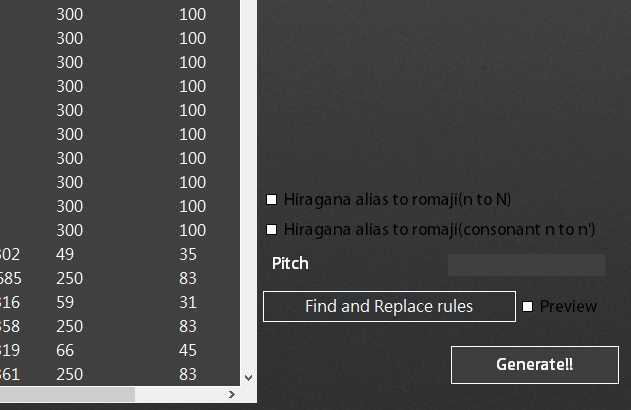 300 100
300 100
300 100
300 100
300 100
300 100
300 100
300 100
300 100
300 100
302 49 35
585 250 83
316 59 31
358 250 83
319 66 45
361 250 83
Hiragana alias to romaji(n to N)
Hiragana alias to romaji(consonant n to n')
Pitch
Find and Replace rules
Preview
Generate!!